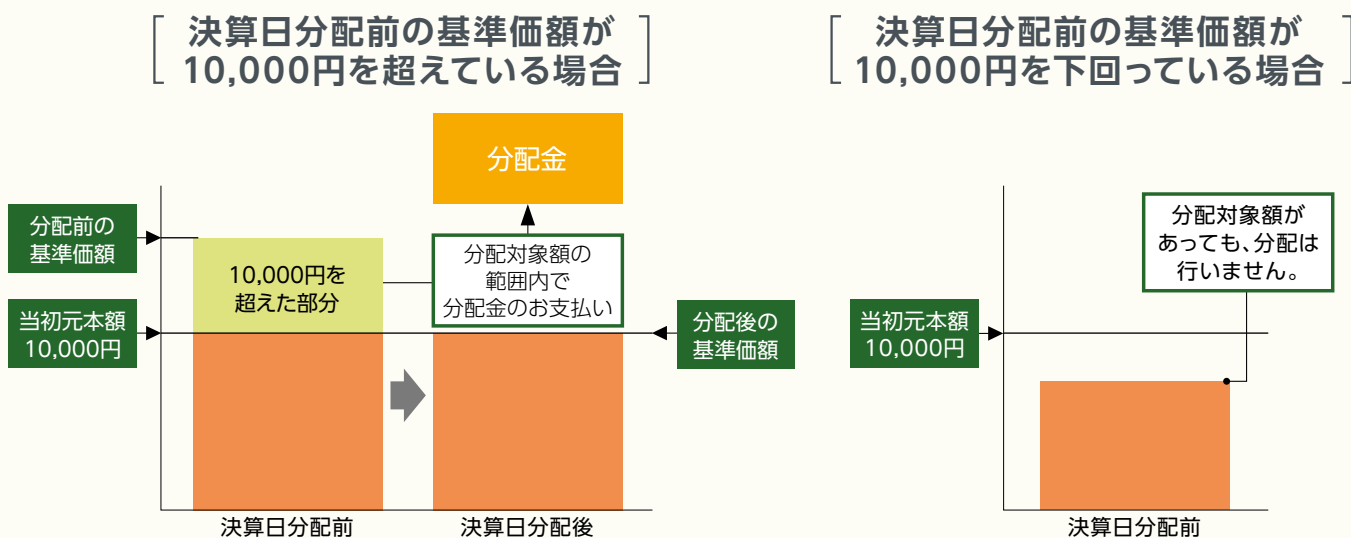 決算日分配前の基準価額が
10,000円を超えている場合
分配金
分配前の
基準価額
10,000円を
超えた部分
分配対象額の
範囲内で
分配金のお支払い
当初元本額
10,000円
分配後の
基準価額
決算日分配前
決算日分配後
決算日分配前の基準価額が
10,000円を下回っている場合
分配対象額が
あっても、分配は
行いません。
当初元本額
10,000円
決算日分配前